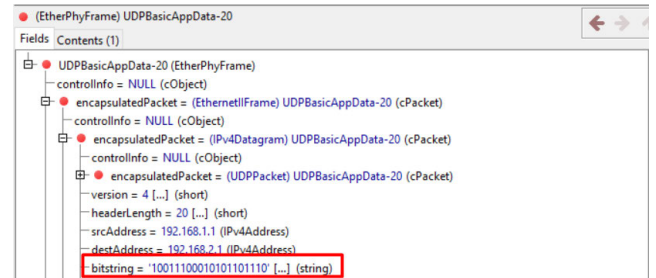 (EtherPhyFrame) UDPBasicAppData-20
Fields Contents (1)
UDPBasicAppData-20 (EtherPhyFrame)
controlInfo = NULL (cObject)
encapsulatedPacket = (EthernetIIFrame) UDPBasicAppData-20 (cPacket)
controlInfo = NULL (cObject)
encapsulatedPacket = (IPv4Datagram) UDPBasicAppData-20 (cPacket)
controlInfo = NULL (cObject)
encapsulatedPacket = (UDPPacket) UDPBasicAppData-20 (cPacket)
version = 4 [...] (short)
headerLength = 20 [...] (short)
srcAddress = 192.168.1.1 (IPv4Address)
destAddress = 192.168.2.1 (IPv4Address)
bitstring = '10011100010101101110' [...] (string)